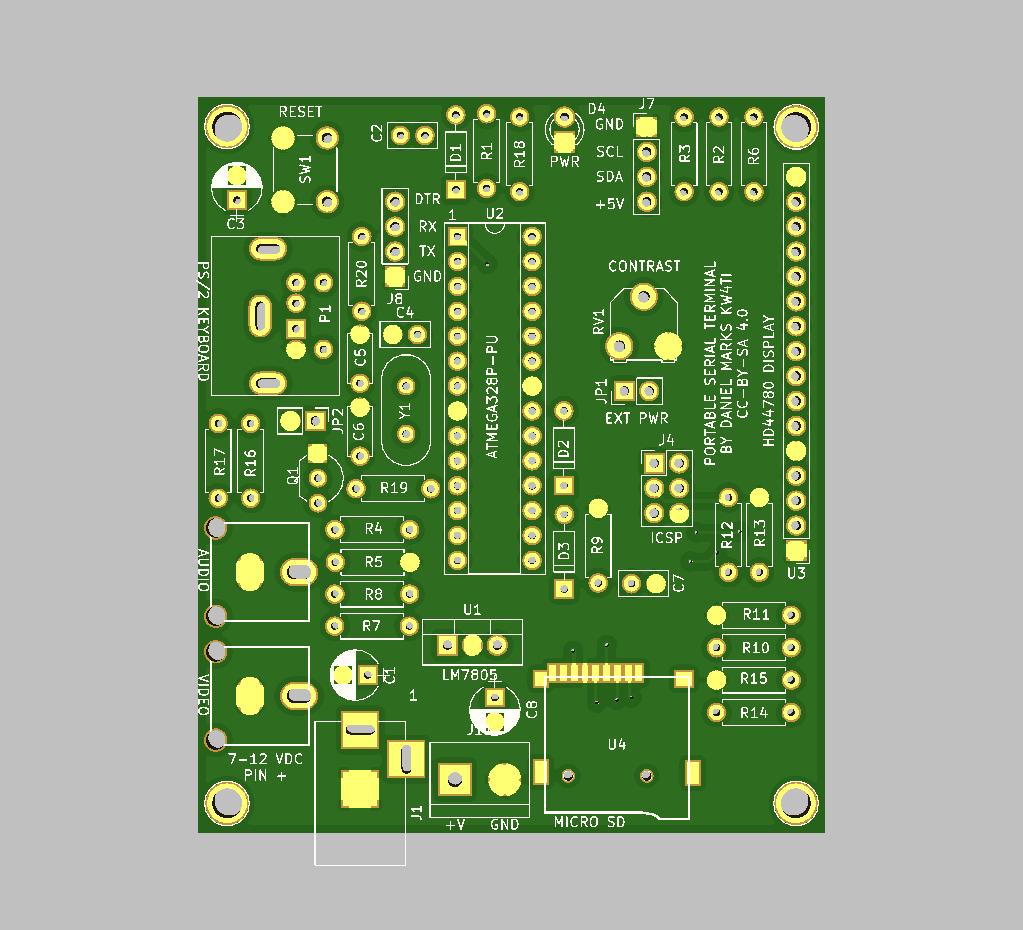 RESET
C2
D1
R1
R18
D4
PWR
J7
GND
SCL
SDA
+5V
R3
R2
R6
SW1
C3
DTR
RX
TX
GND
J8
1
U2
ATMEGA328P-PU
R20
C4
C5
C6
Y1
PS/2 KEYBOARD
P1
JP2
CONTRAST
RV1
JP1
EXT PWR
PORTABLE SERIAL TERMINAL
BY DANIEL MARKS KW4TI
CC-BY-SA 4.0
HD44780 DISPLAY
R17
R16
Q1
R19
D2
D3
J4
ICSP
R9
C7
R12
R13
U3
AUDIO
R4
R5
R8
R7
U1
LM7805
R11
R10
R15
R14
VIDEO
C1
1
C8
U4
7-12 VDC
PIN +
J1
+V
GND
MICRO SD